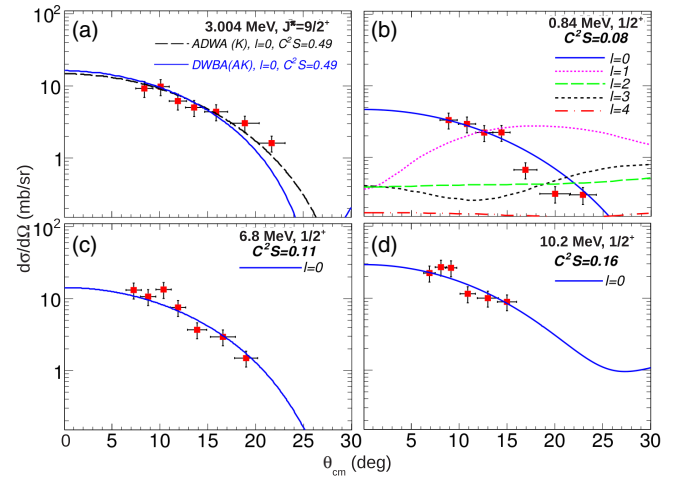 (a)
3.004 MeV, J^π=9/2⁺
ADWA (K), l=0, C²S=0.49
DWBA(AK), l=0, C²S=0.49
(b)
0.84 MeV, 1/2⁺
C²S=0.08
l=0
l=1
l=2
l=3
l=4
10²
10
1
dσ/dΩ (mb/sr)
(c)
6.8 MeV, 1/2⁺
C²S=0.11
l=0
(d)
10.2 MeV, 1/2⁺
C²S=0.16
l=0
10²
10
1
0 5 10 15 20 25 30 5 10 15 20 25 30
θcm (deg)